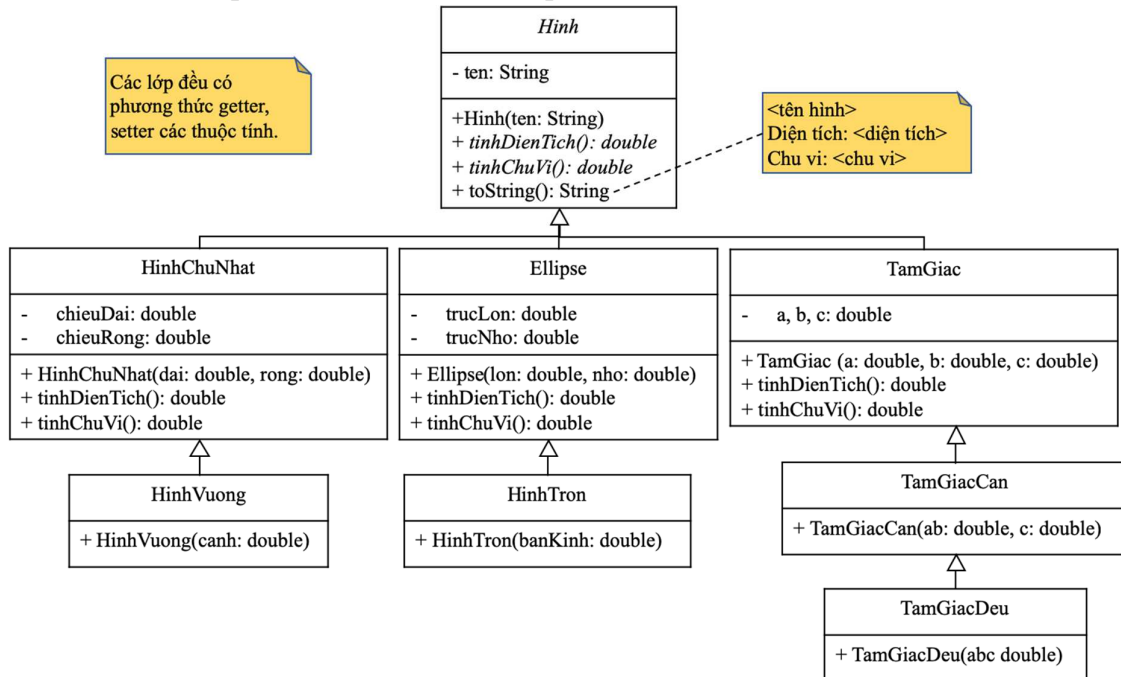 Hinh
- ten: String
+Hinh(ten: String)
+ tinhDienTich(): double
+ tinhChuVi(): double
+ toString(): String
Các lớp đều có
phương thức getter,
setter các thuộc tính.
<tên hình>
Diện tích: <diện tích>
Chu vi: <chu vi>
HinhChuNhat
- chieuDai: double
- chieuRong: double
+ HinhChuNhat(dai: double, rong: double)
+ tinhDienTich(): double
+ tinhChuVi(): double
Ellipse
- trucLon: double
- trucNho: double
+ Ellipse(lon: double, nho: double)
+ tinhDienTich(): double
+ tinhChuVi(): double
TamGiac
- a, b, c: double
+ TamGiac (a: double, b: double, c: double)
+ tinhDienTich(): double
+ tinhChuVi(): double
HinhVuong
+ HinhVuong(canh: double)
HinhTron
+ HinhTron(banKinh: double)
TamGiacCan
+ TamGiacCan(ab: double, c: double)
TamGiacDeu
+ TamGiacDeu(abc double)